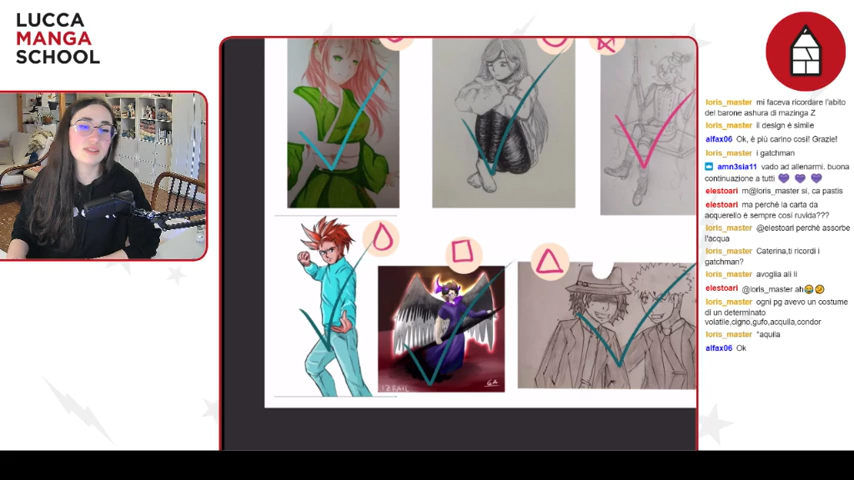 LUCCA
MANGA
SCHOOL
IZRAIL
GA
loris_master mi faceva ricordare l'abito
del barone ashura di mazinga Z
loris_master il design è simile
alfax06 Ok, è più carino così! Grazie!
loris_master i gatchman
amn3sia11 vado ad allenarmi, buona
continuazione a tutti
elestoari m@loris_master si, ca pastis
elestoari ma perchè la carta da
acquerello è sempre così ruvida???
loris_master @elestoari perchè assorbe
l'acqua
loris_master Caterina,ti ricordi i
gatchman?
loris_master avoglia ali li
elestoari @loris_master ah
loris_master ogni pg avevo un costume
di un determinato
volatile,cigno,gufo,acquila,condor
loris_master *aquila
alfax06 Ok